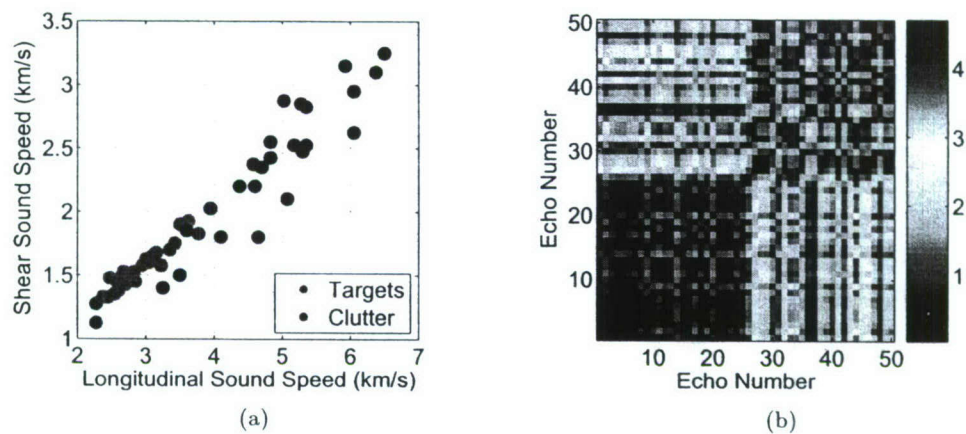 3.5
3
2.5
2
1.5
1
Shear Sound Speed (km/s)
Targets
Clutter
2 3 4 5 6 7
Longitudinal Sound Speed (km/s)
(a)
50
40
30
20
10
Echo Number
10 20 30 40 50
Echo Number
4
3
2
1
(b)